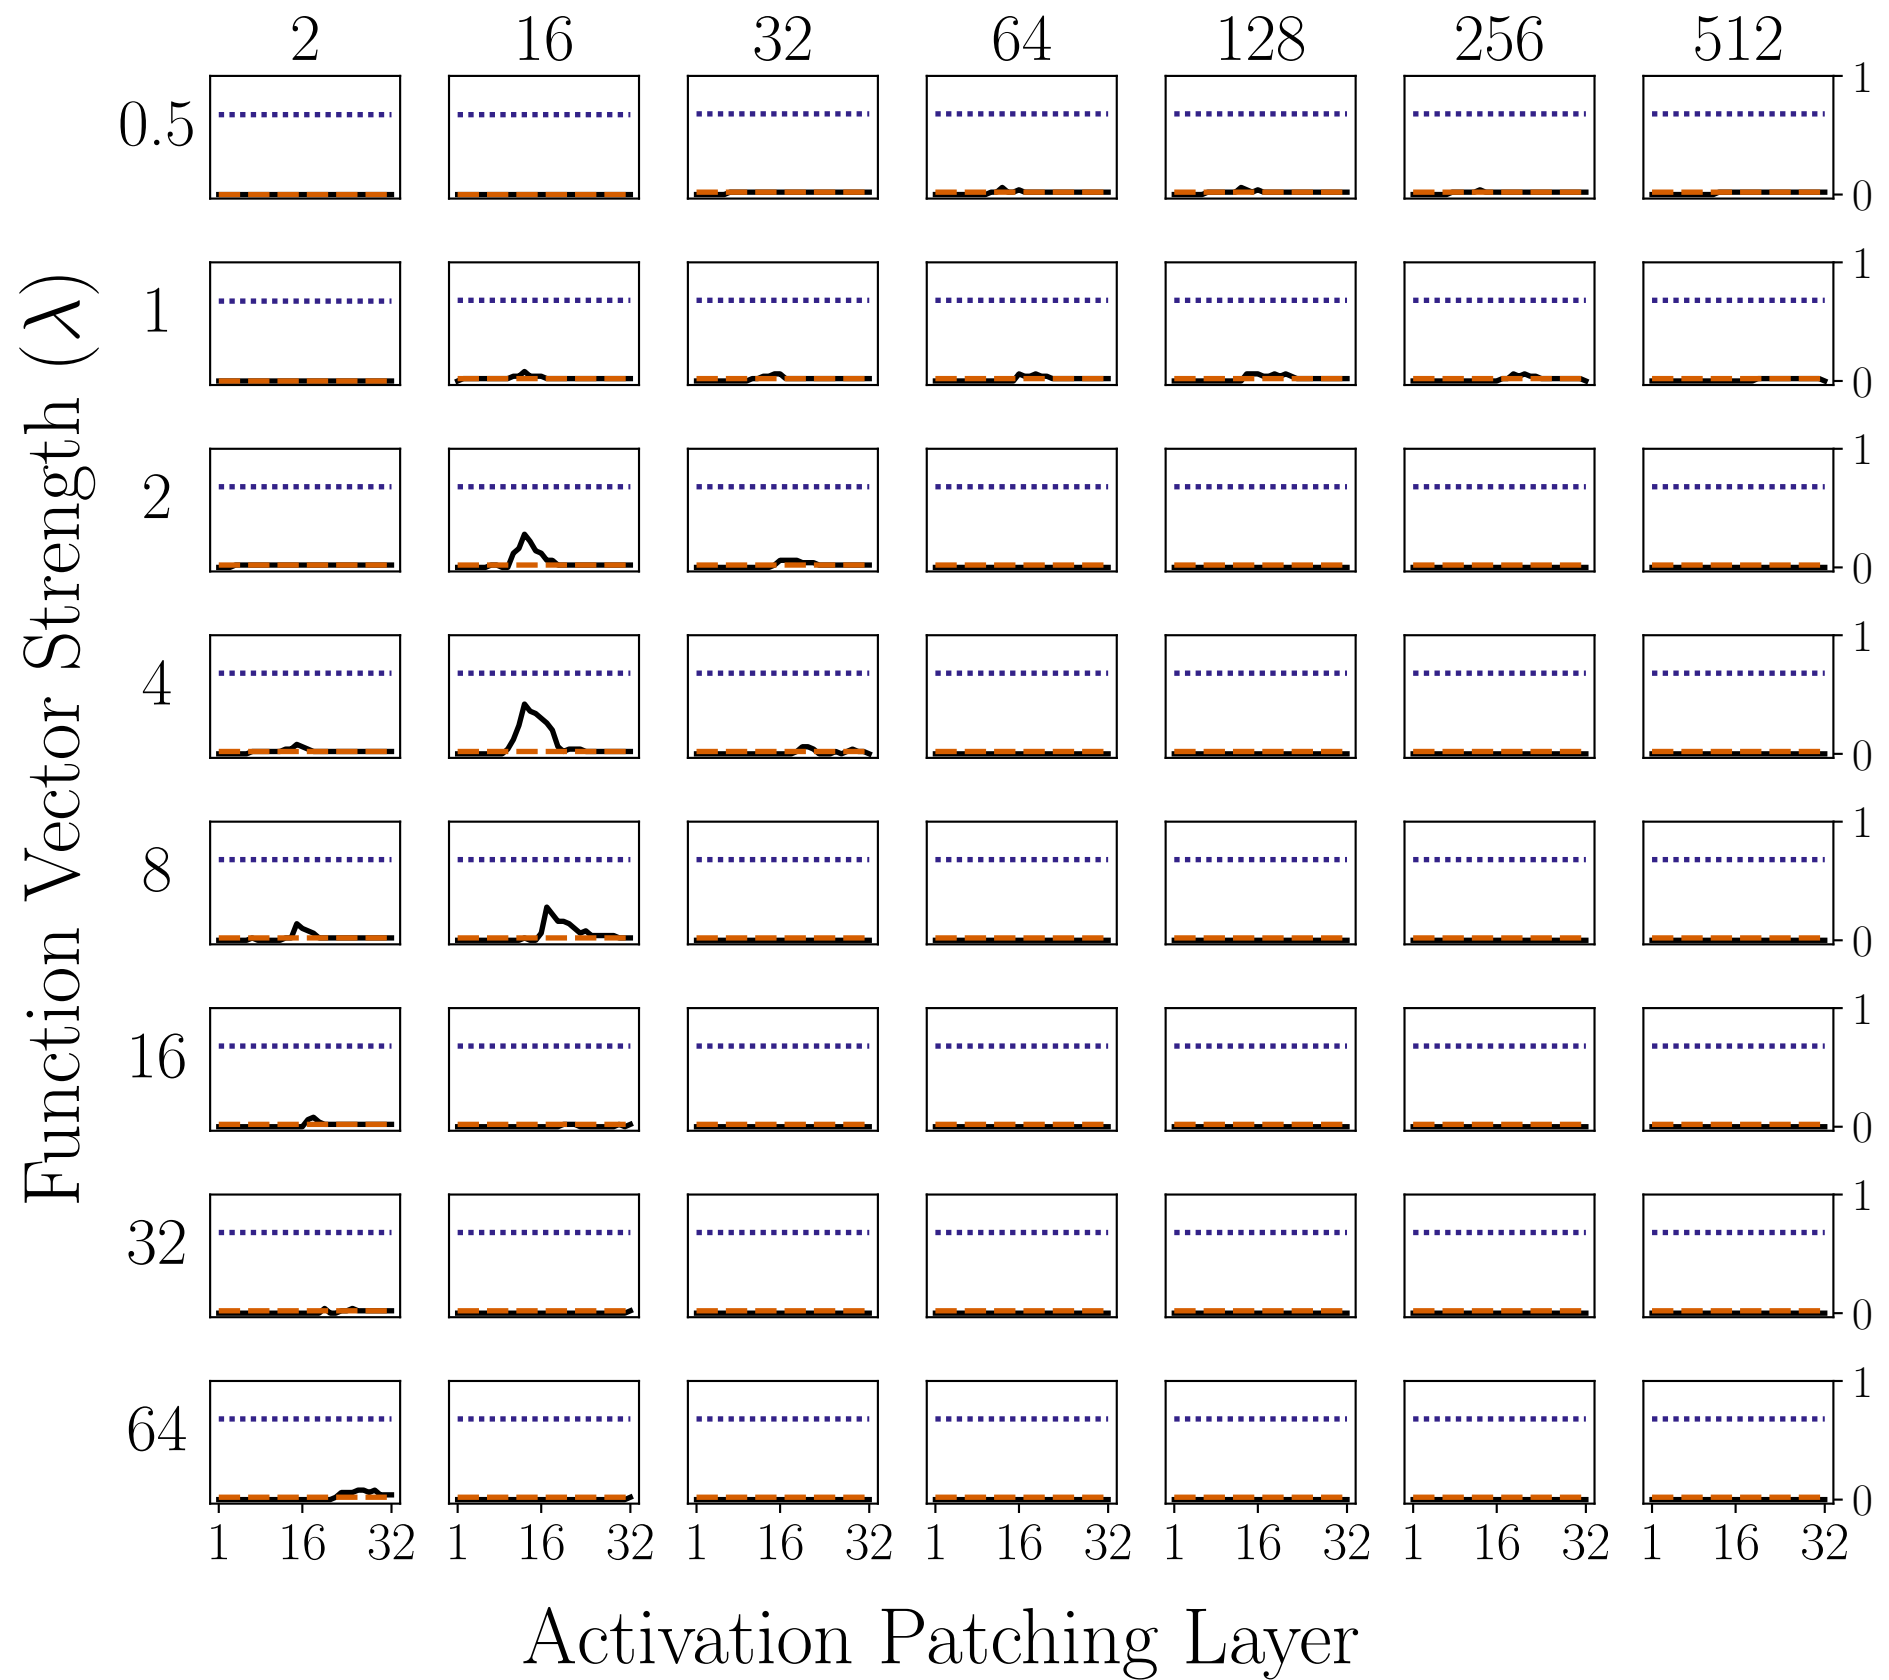 2 16 32 64 128 256 512
Function Vector Strength (λ)
0.5 1 0
1 1 0
2 1 0
4 1 0
8 1 0
16 1 0
32 1 0
64 1 0
1 16 32 1 16 32 1 16 32 1 16 32 1 16 32 1 16 32 1 16 32
Activation Patching Layer